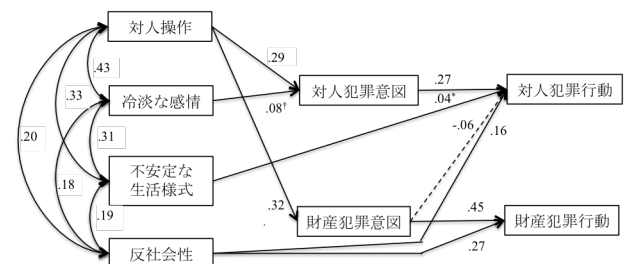 対人操作
.29
.43
対人犯罪意図
.27
対人犯罪行動
.33
冷淡な感情
.08†
.04*
-.06
.16
.20
.31
不安定な
生活様式
.18
.32
.19
財産犯罪意図
.45
財産犯罪行動
反社会性
.27